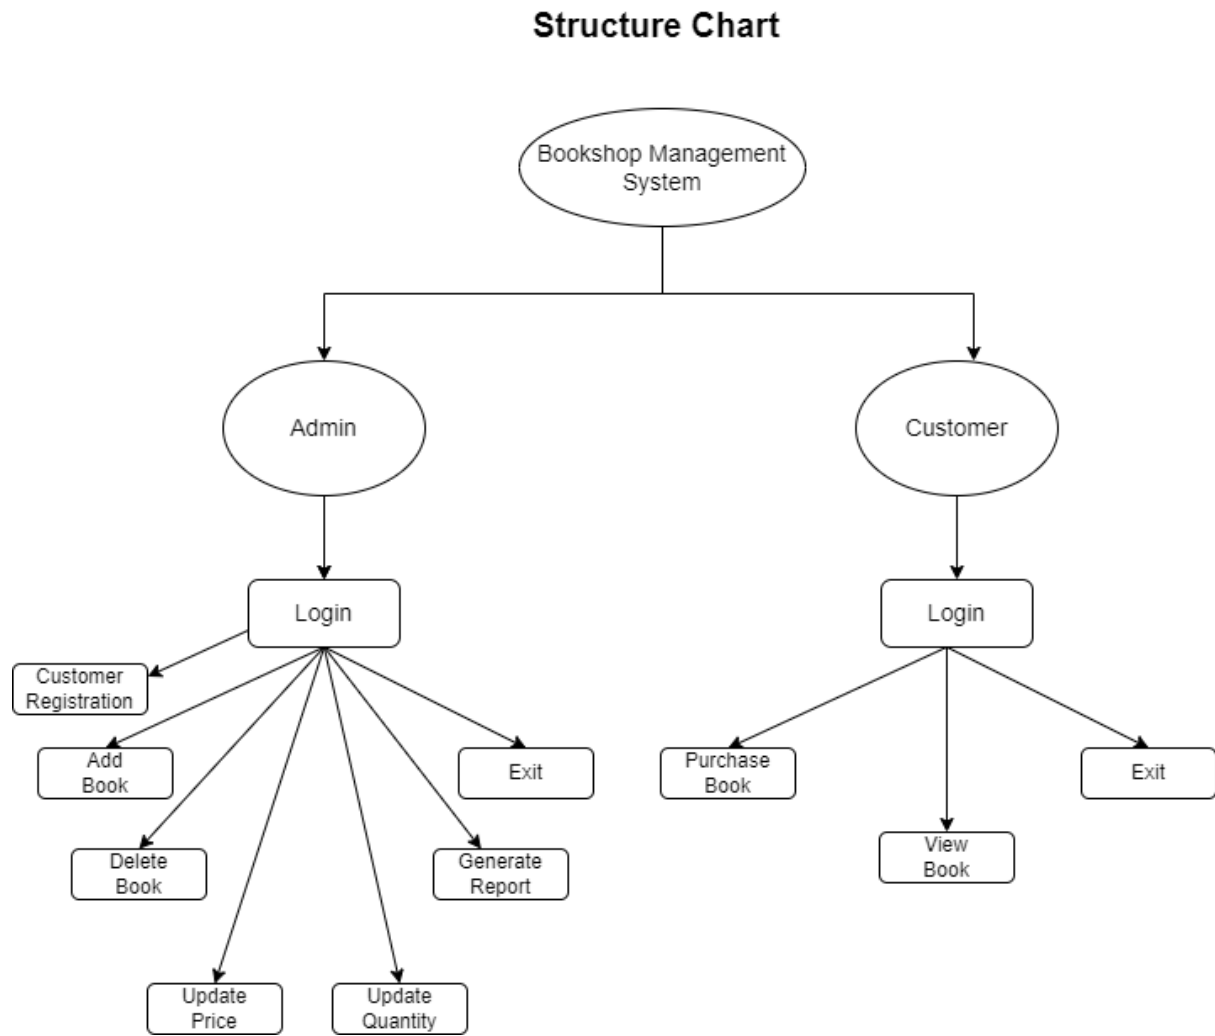 Structure Chart
Bookshop Management
System
Admin
Customer
Login
Login
Customer
Registration
Add
Book
Exit
Purchase
Book
Exit
Delete
Book
Generate
Report
View
Book
Update
Price
Update
Quantity